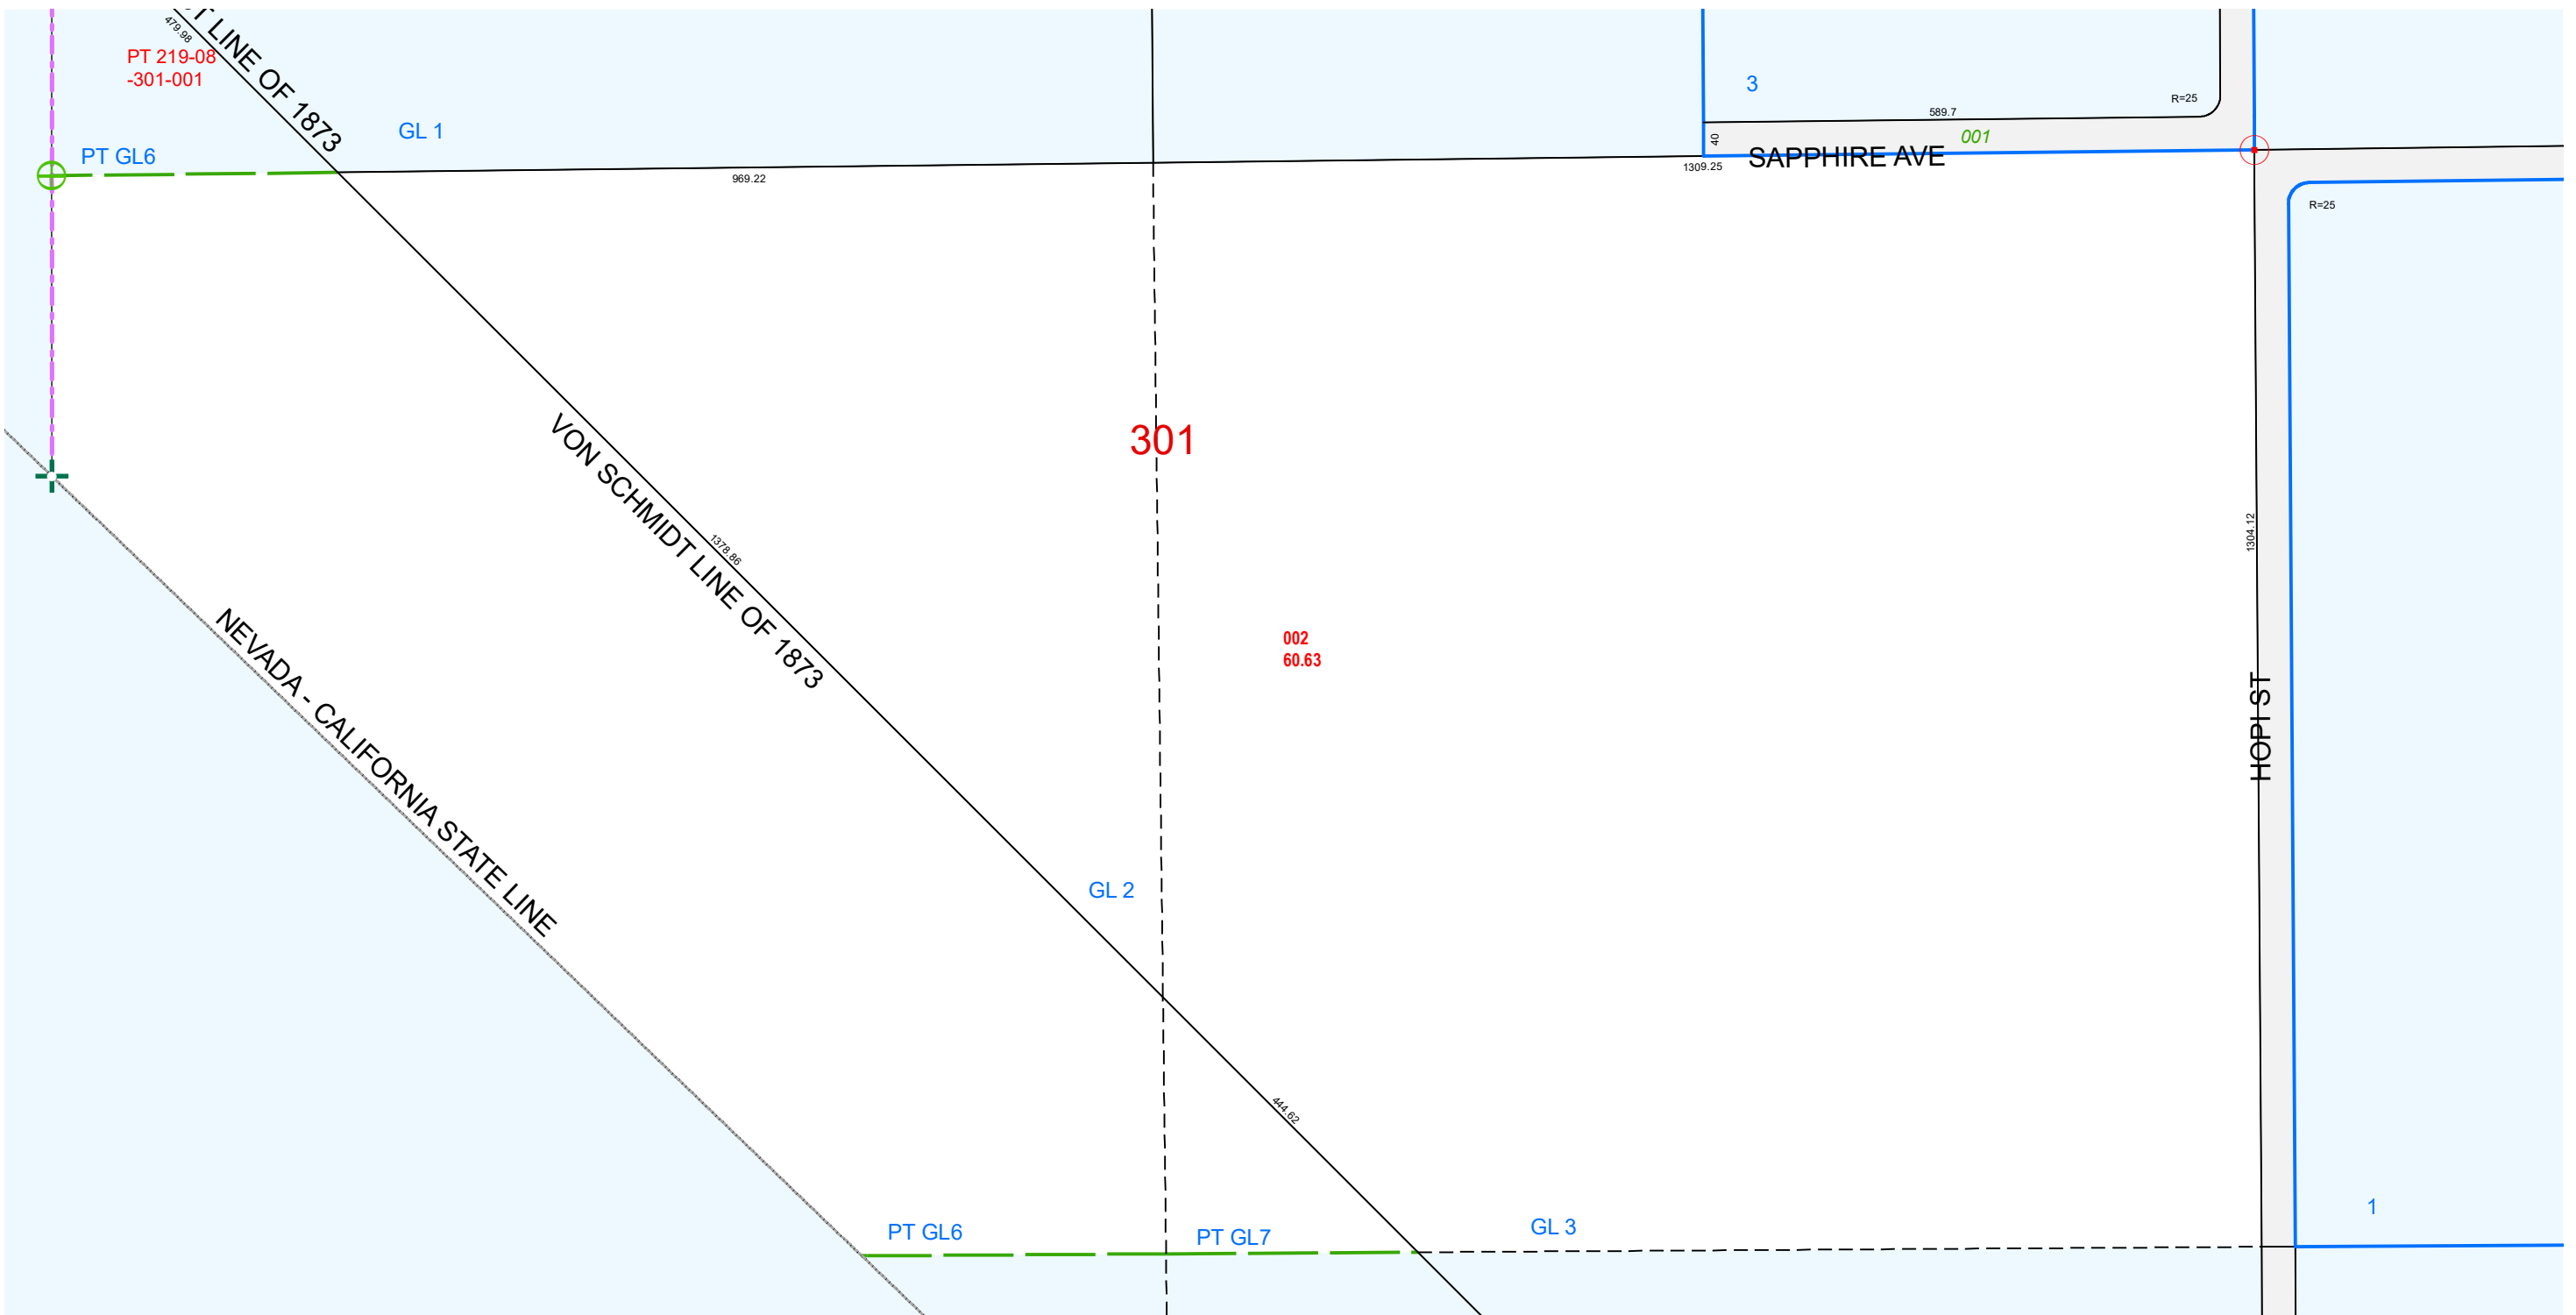 T LINE OF 1873
479.98
PT 219-08
-301-001
PT GL6
GL 1
969.22
3
R=25
589.7
001
40
SAPPHIRE AVE
1309.25
R=25
301
VON SCHMIDT LINE OF 1873
1378.86
1304.12
002
60.63
HOPI ST
NEVADA - CALIFORNIA STATE LINE
GL 2
444.62
PT GL6
PT GL7
GL 3
1